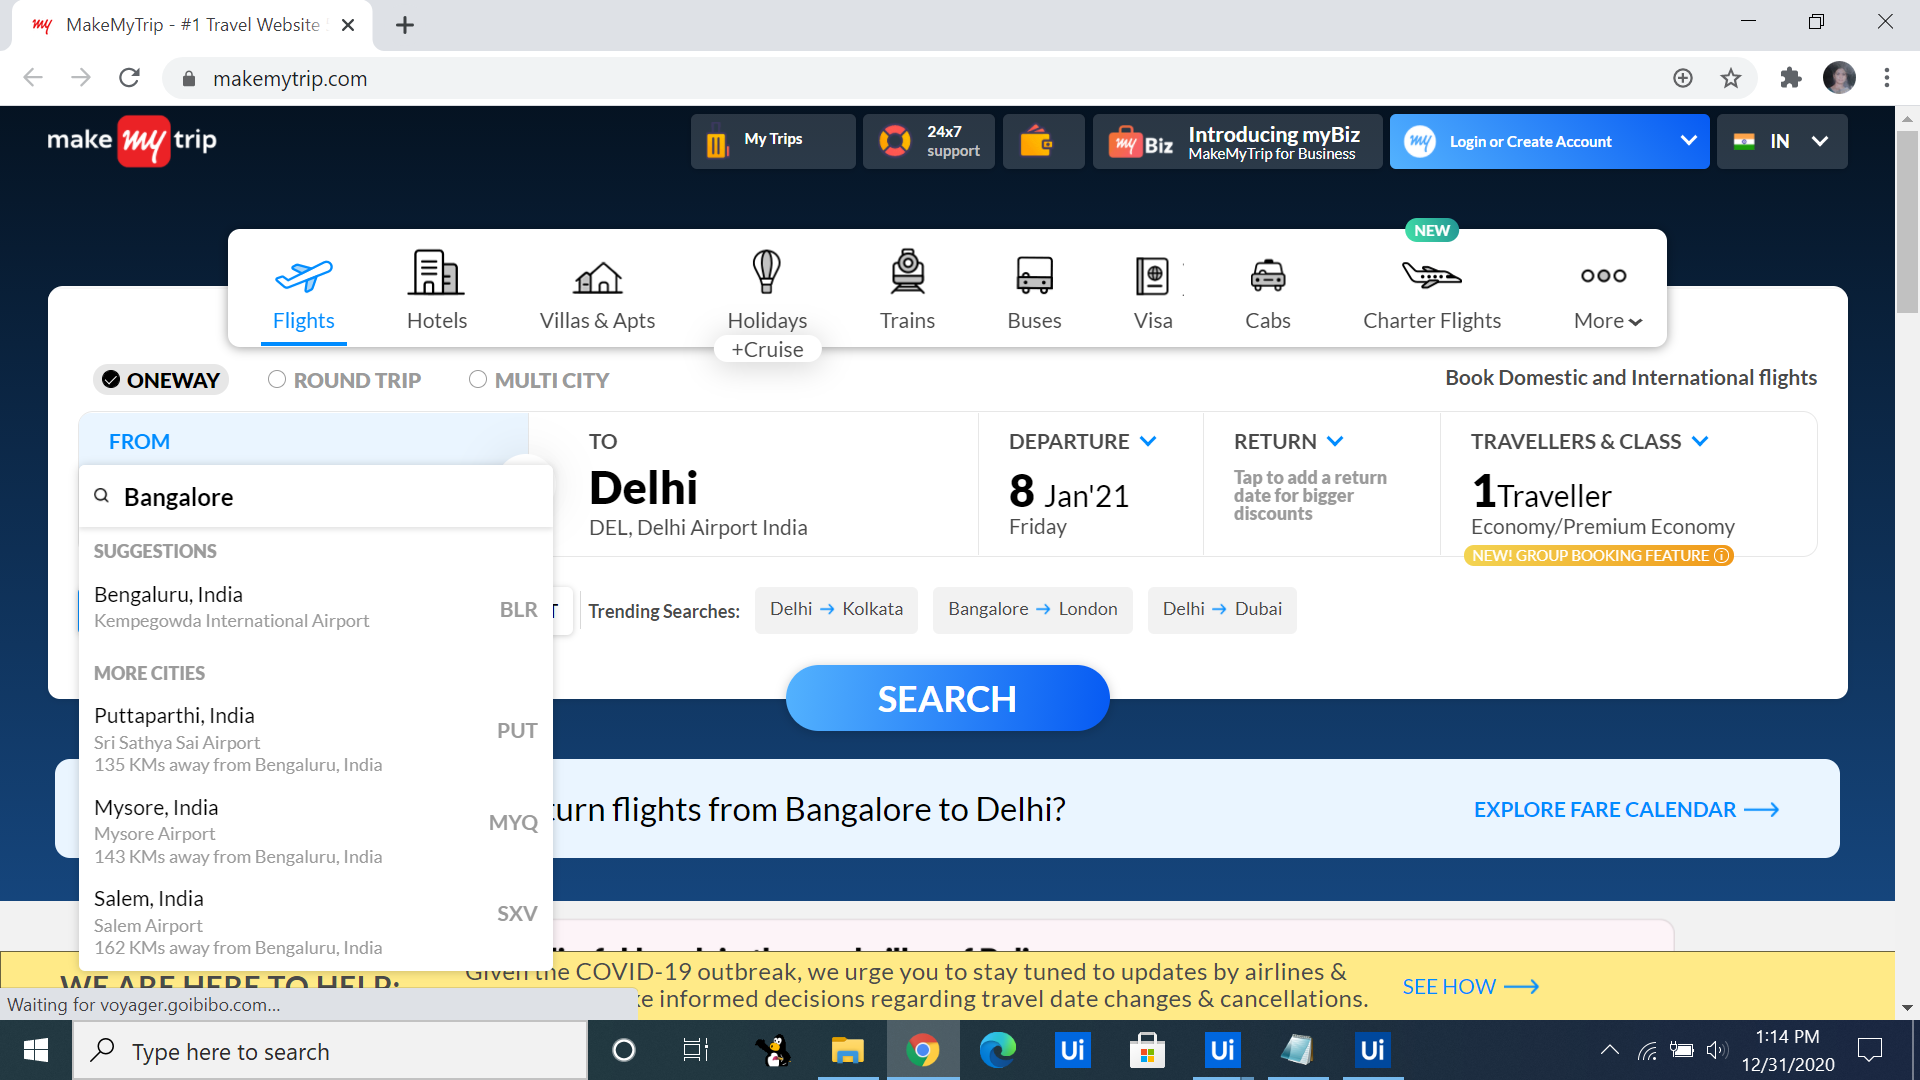 MakeMyTrip - #1 Travel Website
makemytrip.com
make my trip
My Trips
24x7
support
my Biz
Introducing myBiz
MakeMyTrip for Business
my
Login or Create Account
IN
NEW
Flights
Hotels
Villas & Apts
Holidays
Trains
Buses
Visa
Cabs
Charter Flights
More
+Cruise
ONEWAY
ROUND TRIP
MULTI CITY
Book Domestic and International flights
FROM
TO
DEPARTURE
RETURN
TRAVELLERS & CLASS
Bangalore
Delhi
DEL, Delhi Airport India
8 Jan'21
Friday
Tap to add a return
date for bigger
discounts
1Traveller
Economy/Premium Economy
NEW! GROUP BOOKING FEATURE
SUGGESTIONS
Bengaluru, India
Kempegowda International Airport
BLR
T
Trending Searches:
Delhi → Kolkata
Bangalore → London
Delhi → Dubai
MORE CITIES
Puttaparthi, India
Sri Sathya Sai Airport
135 KMs away from Bengaluru, India
PUT
SEARCH
Mysore, India
Mysore Airport
143 KMs away from Bengaluru, India
MYQ
turn flights from Bangalore to Delhi?
EXPLORE FARE CALENDAR
Salem, India
Salem Airport
162 KMs away from Bengaluru, India
SXV
WE ARE HERE TO HELP:
Given the COVID-19 outbreak, we urge you to stay tuned to updates by airlines &
ke informed decisions regarding travel date changes & cancellations.
SEE HOW
Waiting for voyager.goibibo.com...
Type here to search
Ui
Ui
Ui
1:14 PM
12/31/2020